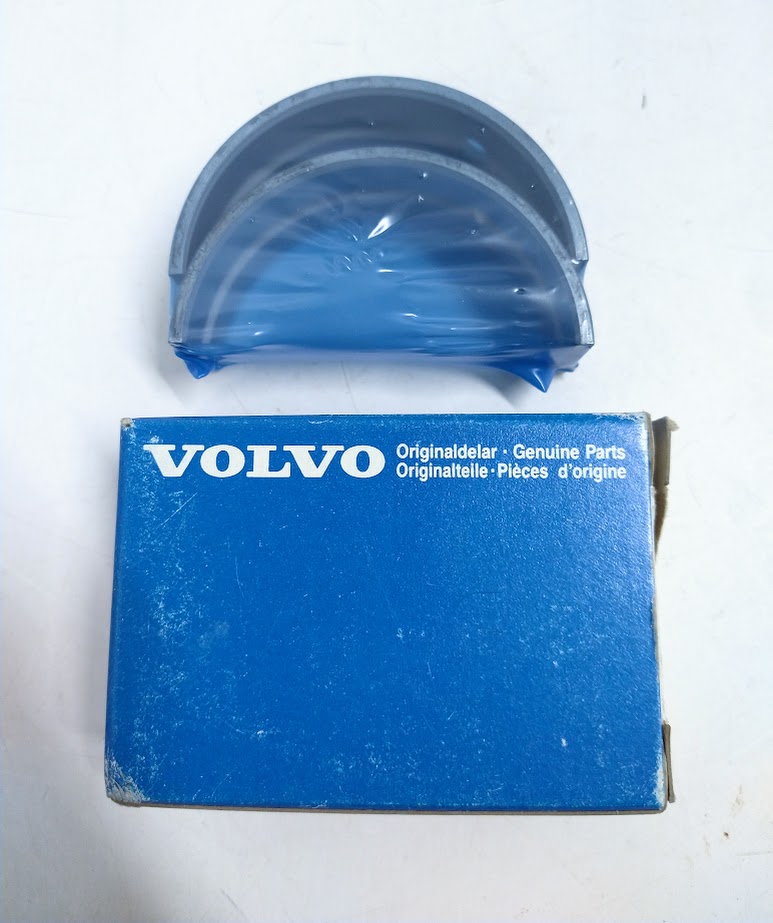 VOLVO
Originaldelar · Genuine Parts
Originalteile · Pièces d'origine